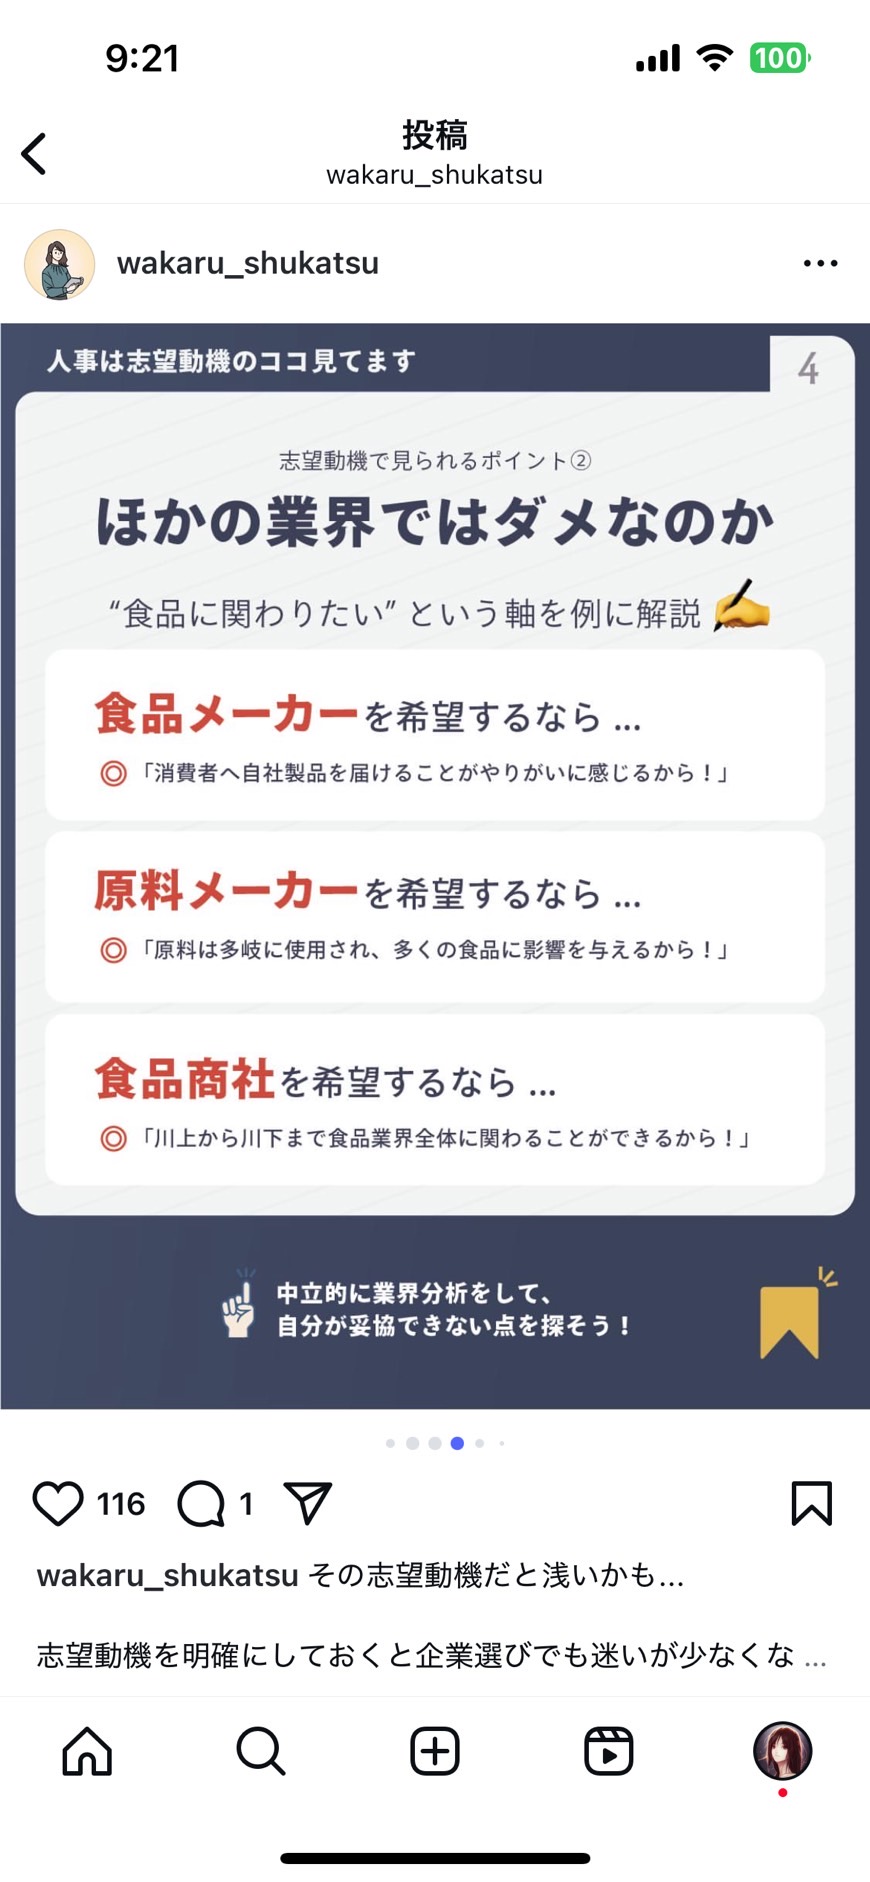 9:21
100
投稿
wakaru_shukatsu
wakaru_shukatsu
人事は志望動機のココ見てます
4
志望動機で見られるポイント②
ほかの業界ではダメなのか
“食品に関わりたい” という軸を例に解説
食品メーカーを希望するなら ...
◎「消費者へ自社製品を届けることがやりがいに感じるから！」
原料メーカーを希望するなら ...
◎「原料は多岐に使用され、多くの食品に影響を与えるから！」
食品商社を希望するなら ...
◎「川上から川下まで食品業界全体に関わることができるから！」
中立的に業界分析をして、
自分が妥協できない点を探そう！
116
1
wakaru_shukatsu その志望動機だと浅いかも...
志望動機を明確にしておくと企業選びでも迷いが少なくな ...